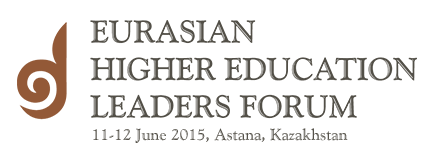 EURASIAN
HIGHER EDUCATION
LEADERS FORUM
11-12 June 2015, Astana, Kazakhstan